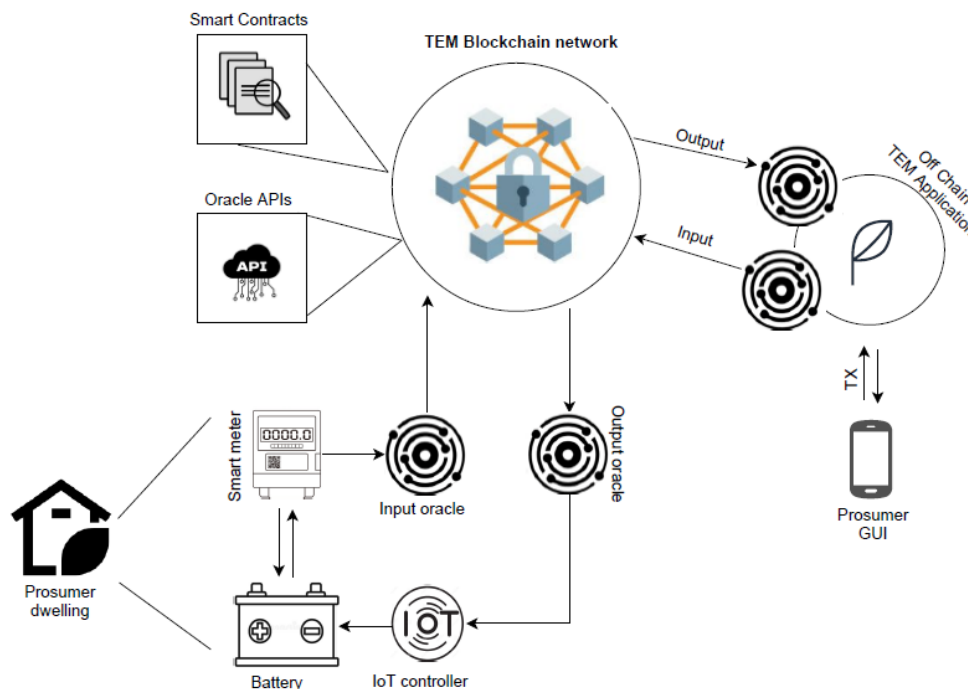 Smart Contracts
TEM Blockchain network
Output
Off Chain
TEM Application
Oracle APIs
API
Input
TX
Smart meter
0000.0
Output oracle
Input oracle
Prosumer
GUI
Prosumer
dwelling
IOT
Battery
IoT controller